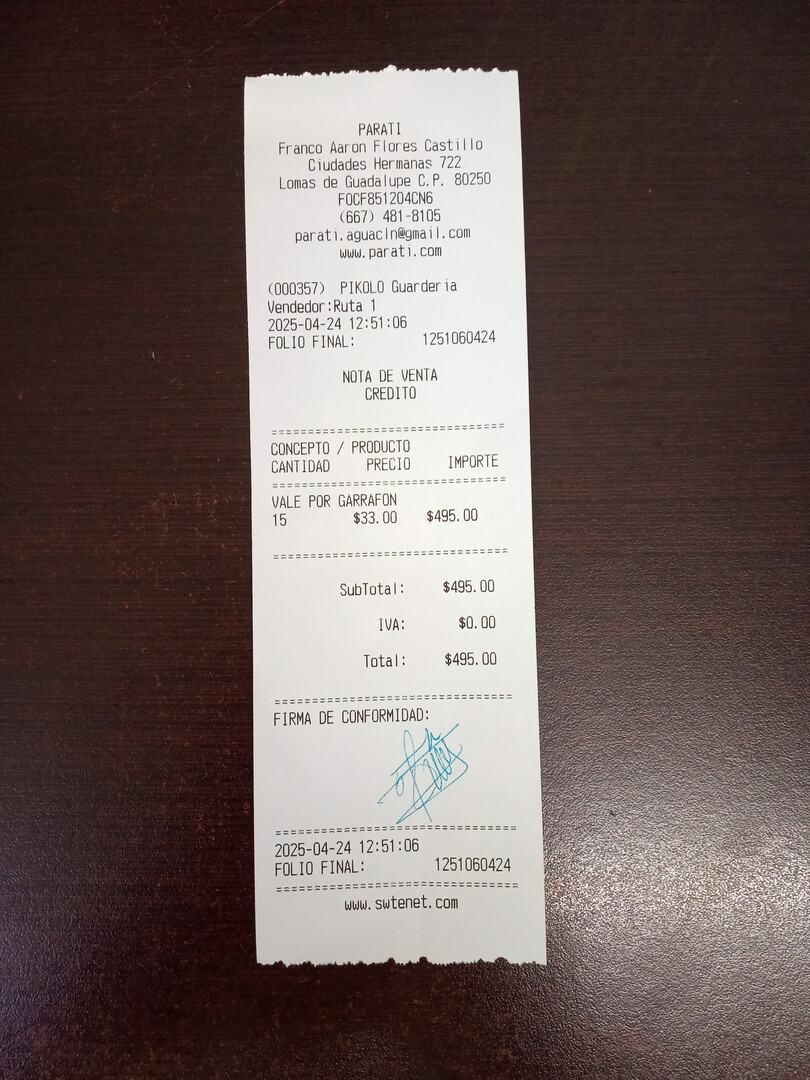 PARATI
Franco Aaron Flores Castillo
Ciudades Hermanas 722
Lomas de Guadalupe C.P. 80250
FOCF851204CN6
(667) 481-8105
parati.aguacln@gmail.com
www.parati.com
(000357) PIKOLO Guarderia
Vendedor:Ruta 1
2025-04-24 12:51:06
FOLIO FINAL: 1251060424
NOTA DE VENTA
CREDITO
================================
CONCEPTO / PRODUCTO
CANTIDAD PRECIO IMPORTE
================================
VALE POR GARRAFON
15 $33.00 $495.00
================================
SubTotal: $495.00
IVA: $0.00
Total: $495.00
================================
FIRMA DE CONFORMIDAD:
================================
2025-04-24 12:51:06
FOLIO FINAL: 1251060424
================================
www.swtenet.com